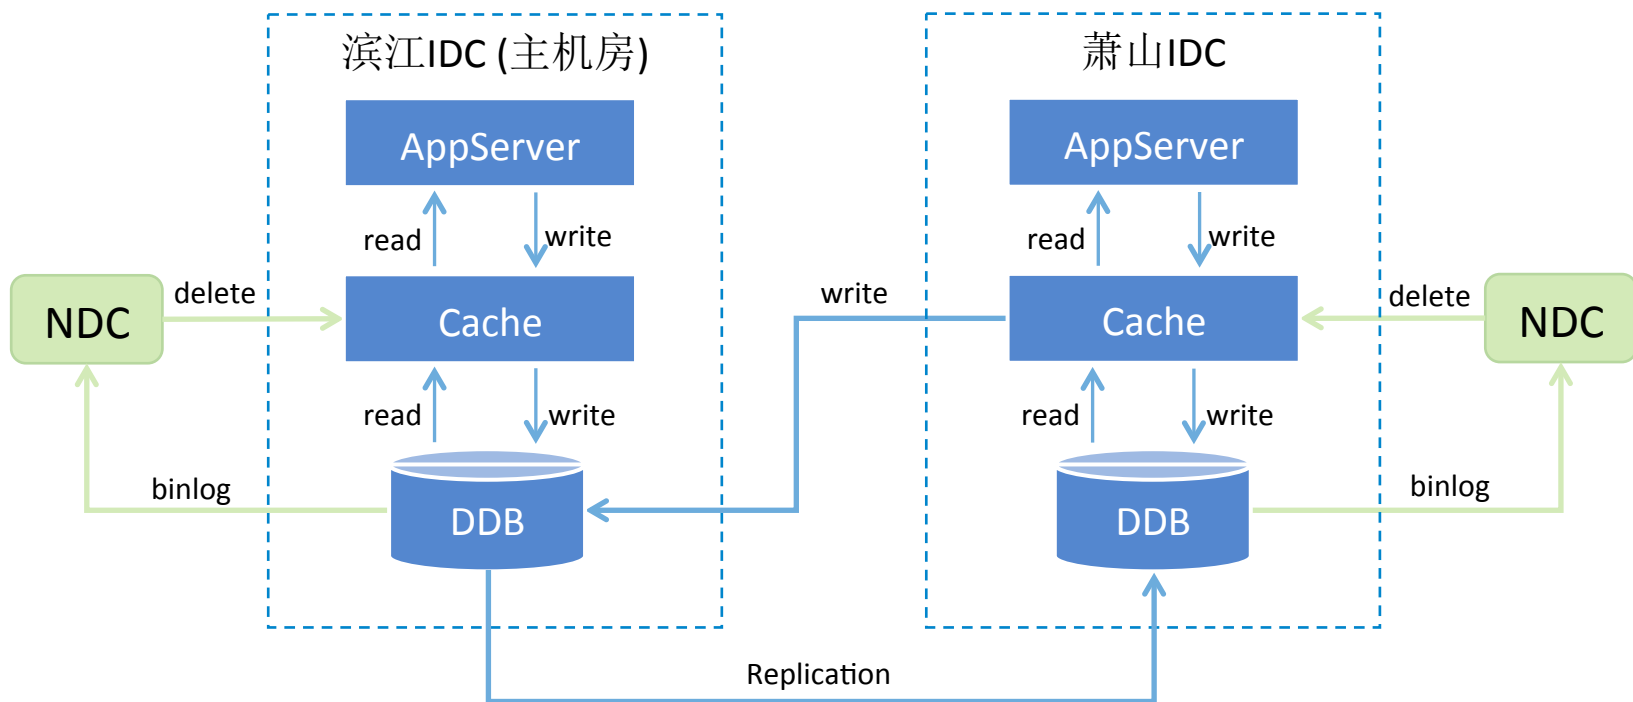 滨江IDC (主机房)
萧山IDC
AppServer
AppServer
read
write
read
write
NDC
delete
Cache
write
Cache
delete
NDC
read
write
read
write
binlog
DDB
DDB
binlog
Replication